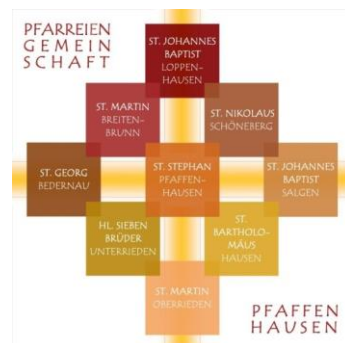 PFARREIEN
GEMEIN
SCHAFT
ST. JOHANNES
BAPTIST
LOPPEN-
HAUSEN
ST. MARTIN
BREITEN-
BRUNN
ST. NIKOLAUS
SCHÖNEBERG
ST. GEORG
BEDERNAU
ST. STEPHAN
PFAFFEN-
HAUSEN
ST. JOHANNES
BAPTIST
SALGEN
HL. SIEBEN
BRÜDER
UNTERRIEDEN
ST.
BARTHOLO-
MÄUS
HAUSEN
ST. MARTIN
OBERRIEDEN
PFAFFEN
HAUSEN